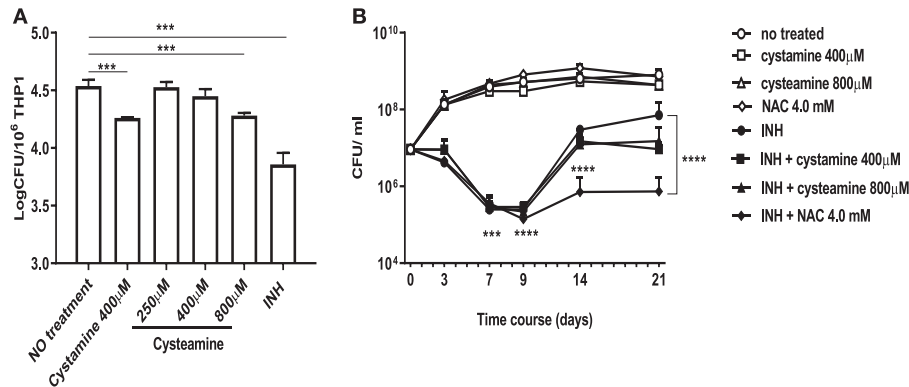 A
LogCFU/10⁶ THP1
5.0
4.5
4.0
3.5
3.0
***
***
***
NO treatment
Cystamine 400µM
250µM
400µM
800µM
INH
Cysteamine
B
CFU/ ml
10¹⁰
10⁸
10⁶
10⁴
0
3
7
9
14
21
Time course (days)
***
****
****
****
no treated
cystamine 400µM
cysteamine 800µM
NAC 4.0 mM
INH
INH + cystamine 400µM
INH + cysteamine 800µM
INH + NAC 4.0 mM